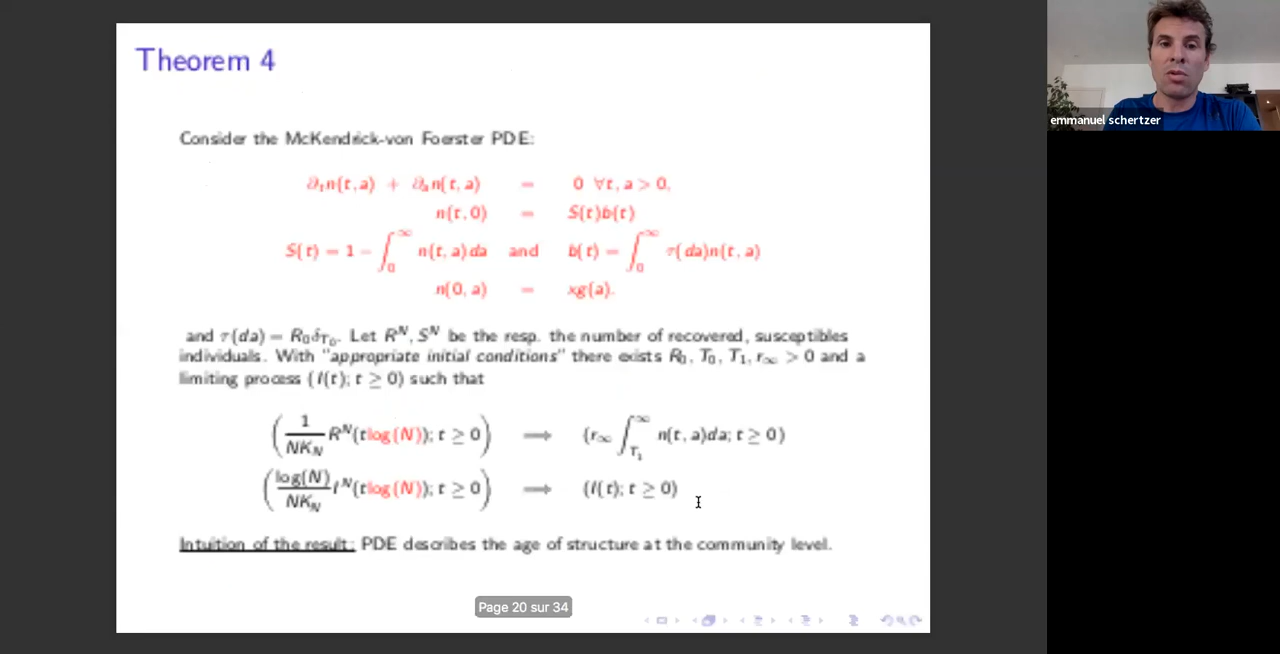 Theorem 4
Consider the McKendrick-von Foerster PDE:
∂ₜn(t, a) + ∂ₐn(t, a) = 0 ∀t, a > 0,
n(t, 0) = S(t)b(t)
S(t) = 1 − ∫₀^∞ n(t, a)da and b(t) = ∫₀^∞ τ(da)n(t, a)
n(0, a) = xg(a).
and τ(da) = R₀δ_{T₀}. Let Rᴺ, Sᴺ be the resp. the number of recovered, susceptibles
individuals. With "appropriate initial conditions" there exists R₀, T₀, T₁, r∞ > 0 and a
limiting process (I(t); t ≥ 0) such that
(1/(NK_N) Rᴺ(t log(N)); t ≥ 0) ⟹ (r∞ ∫_{T₁}^∞ n(t, a)da; t ≥ 0)
(log(N)/(NK_N) Iᴺ(t log(N)); t ≥ 0) ⟹ (I(t); t ≥ 0)
Intuition of the result: PDE describes the age of structure at the community level.
Page 20 sur 34
emmanuel schertzer